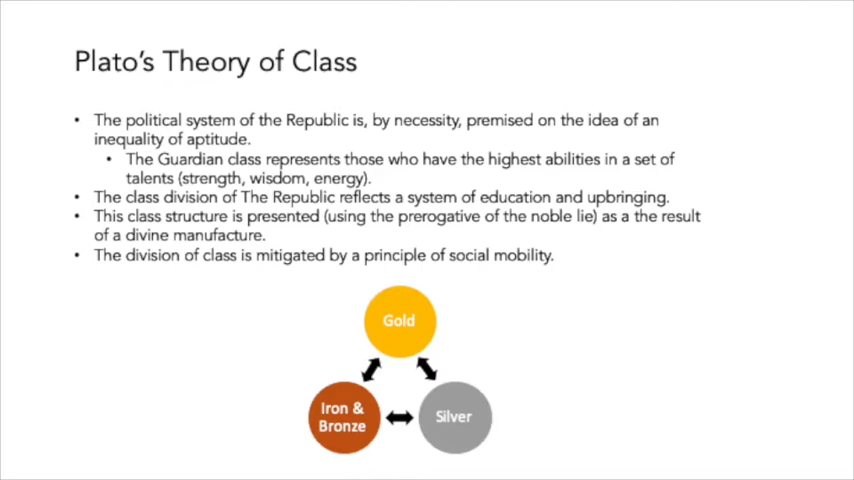 Plato's Theory of Class
• The political system of the Republic is, by necessity, premised on the idea of an
inequality of aptitude.
• The Guardian class represents those who have the highest abilities in a set of
talents (strength, wisdom, energy).
• The class division of The Republic reflects a system of education and upbringing.
• This class structure is presented (using the prerogative of the noble lie) as a the result
of a divine manufacture.
• The division of class is mitigated by a principle of social mobility.
Gold
Iron &
Bronze
Silver